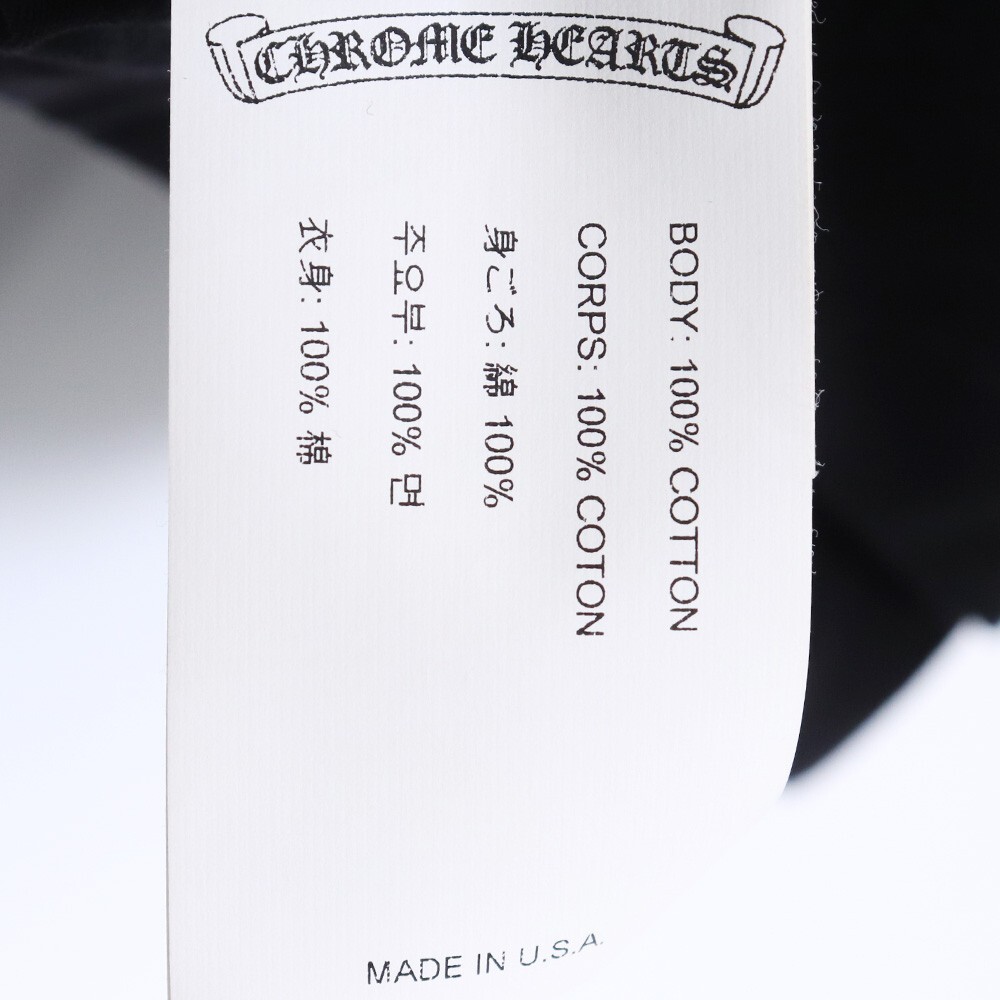 CHROME HEARTS
BODY: 100% COTTON
CORPS: 100% COTON
身ごろ: 綿 100%
주요부: 100% 면
衣身: 100% 棉
MADE IN U.S.A.